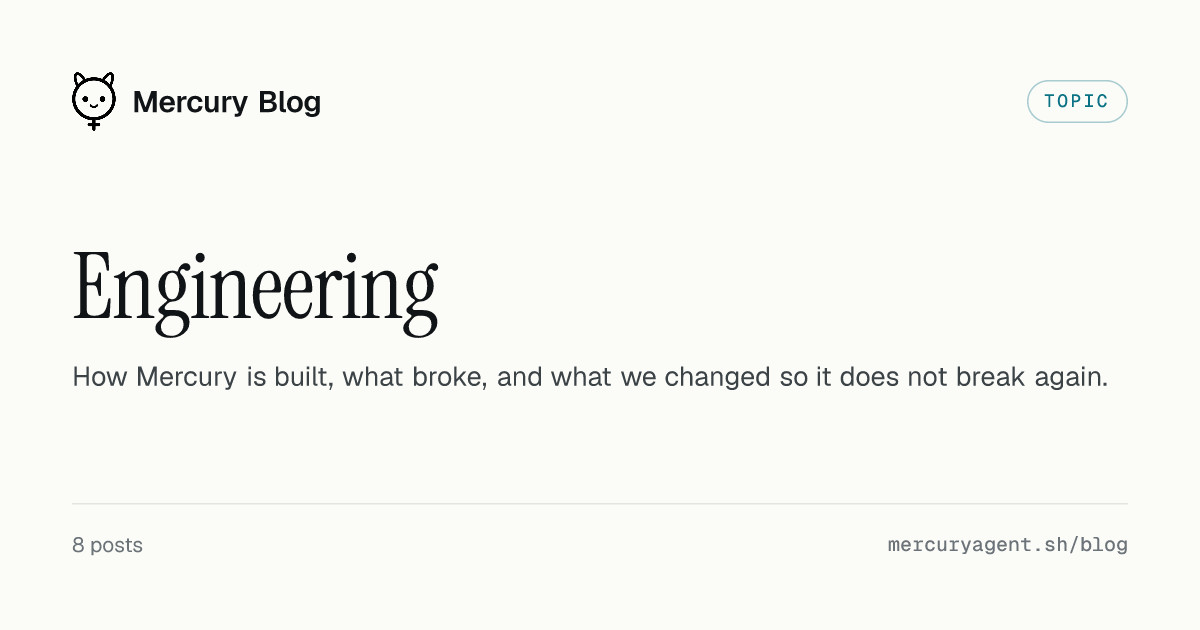 Mercury Blog
TOPIC
Engineering
How Mercury is built, what broke, and what we changed so it does not break again.
8 posts
mercuryagent.sh/blog